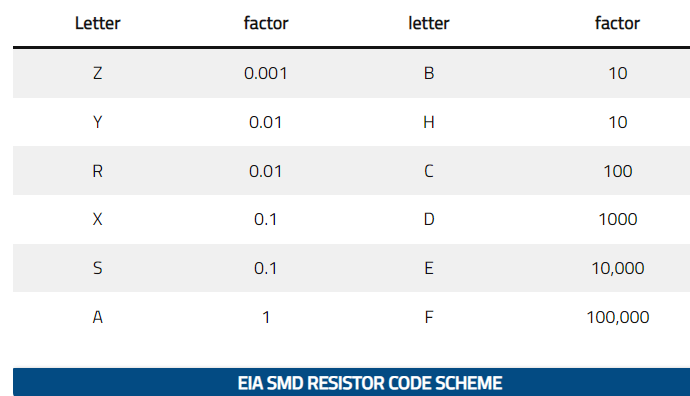 Letter factor letter factor
Z 0.001 B 10
Y 0.01 H 10
R 0.01 C 100
X 0.1 D 1000
S 0.1 E 10,000
A 1 F 100,000
EIA SMD RESISTOR CODE SCHEME